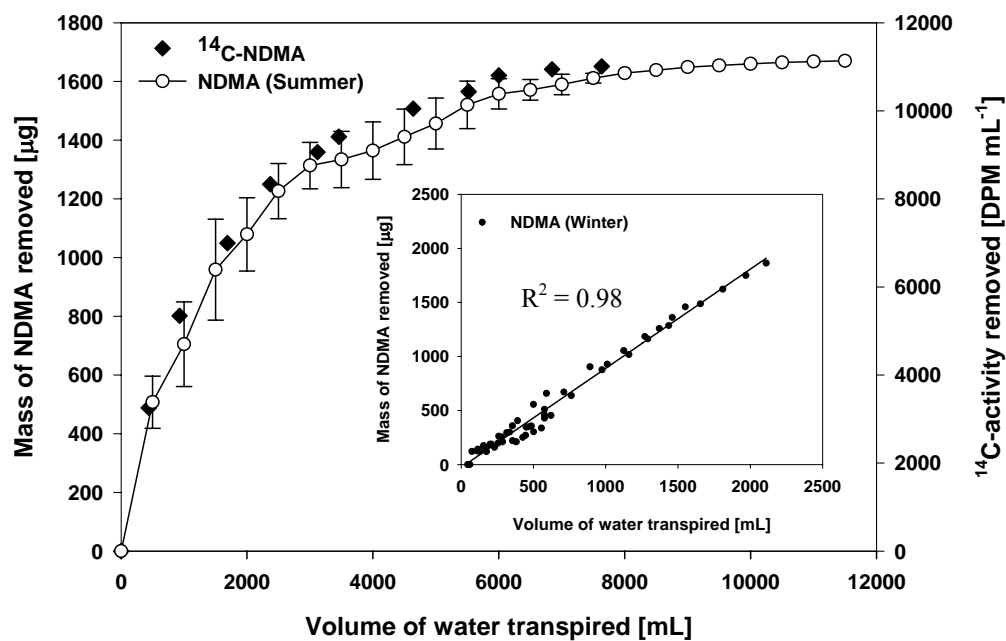 1800
1600
1400
1200
1000
800
600
400
200
0
Mass of NDMA removed [µg]
¹⁴C-NDMA
NDMA (Summer)
12000
10000
8000
6000
4000
2000
0
¹⁴C-activity removed [DPM mL⁻¹]
2500
2000
1500
1000
500
0
Mass of NDMA removed [µg]
NDMA (Winter)
R² = 0.98
0 500 1000 1500 2000 2500
Volume of water transpired [mL]
0 2000 4000 6000 8000 10000 12000
Volume of water transpired [mL]